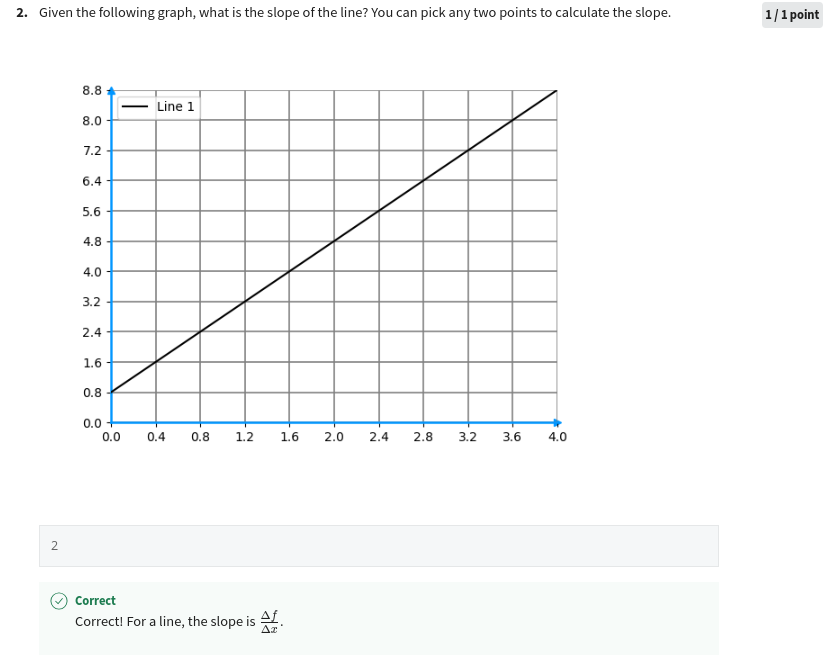 2. Given the following graph, what is the slope of the line? You can pick any two points to calculate the slope.
1 / 1 point
8.8
Line 1
8.0
7.2
6.4
5.6
4.8
4.0
3.2
2.4
1.6
0.8
0.0
0.0 0.4 0.8 1.2 1.6 2.0 2.4 2.8 3.2 3.6 4.0
2
Correct
Correct! For a line, the slope is Δf/Δx.